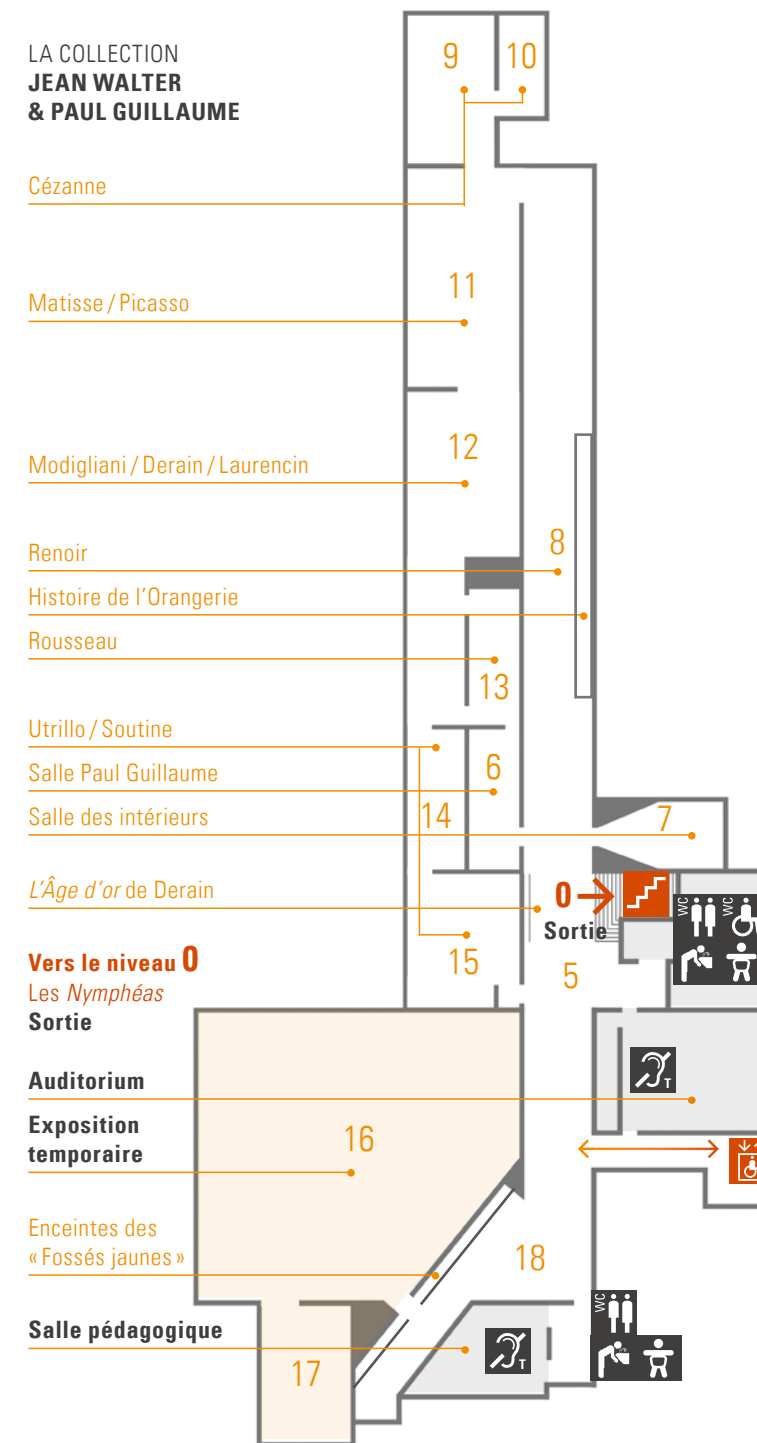 LA COLLECTION
JEAN WALTER
& PAUL GUILLAUME
9
10
Cézanne
11
Matisse / Picasso
12
Modigliani / Derain / Laurencin
8
Renoir
Histoire de l'Orangerie
Rousseau
13
Utrillo / Soutine
6
Salle Paul Guillaume
14
7
Salle des intérieurs
L'Âge d'or de Derain
0
Sortie
WC
WC
15
5
Vers le niveau 0
Les Nymphéas
Sortie
Auditorium
T
Exposition
temporaire
16
Enceintes des
« Fossés jaunes »
18
WC
Salle pédagogique
T
17